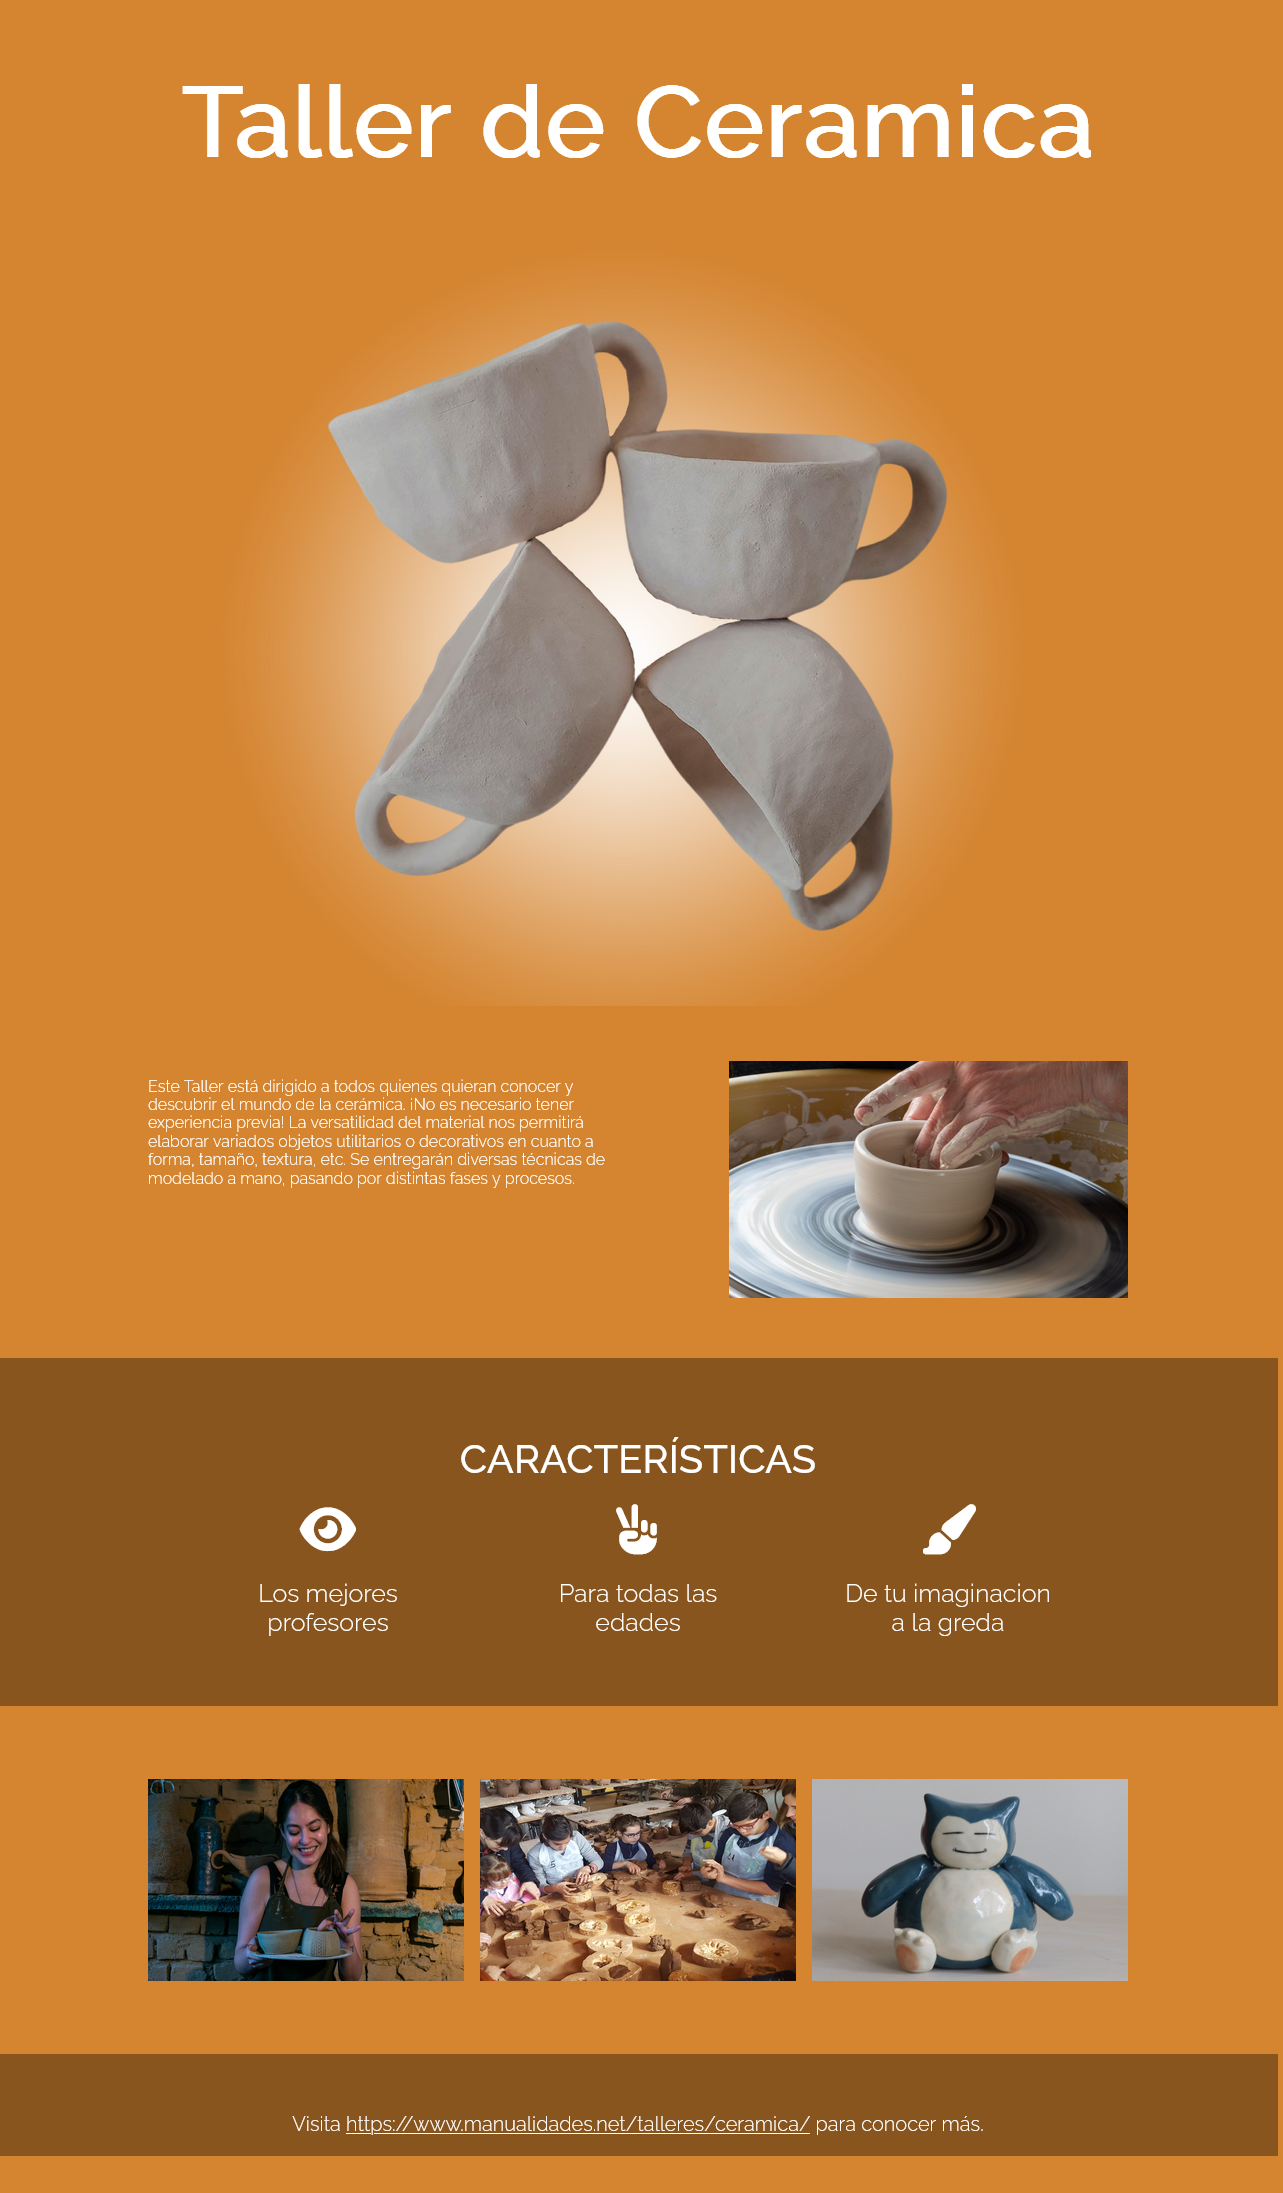 Taller de Ceramica
Este Taller está dirigido a todos quienes quieran conocer y
descubrir el mundo de la cerámica. ¡No es necesario tener
experiencia previa! La versatilidad del material nos permitirá
elaborar variados objetos utilitarios o decorativos en cuanto a
forma, tamaño, textura, etc. Se entregarán diversas técnicas de
modelado a mano, pasando por distintas fases y procesos.
CARACTERÍSTICAS
Los mejores
profesores
Para todas las
edades
De tu imaginacion
a la greda
Visita https://www.manualidades.net/talleres/ceramica/ para conocer más.